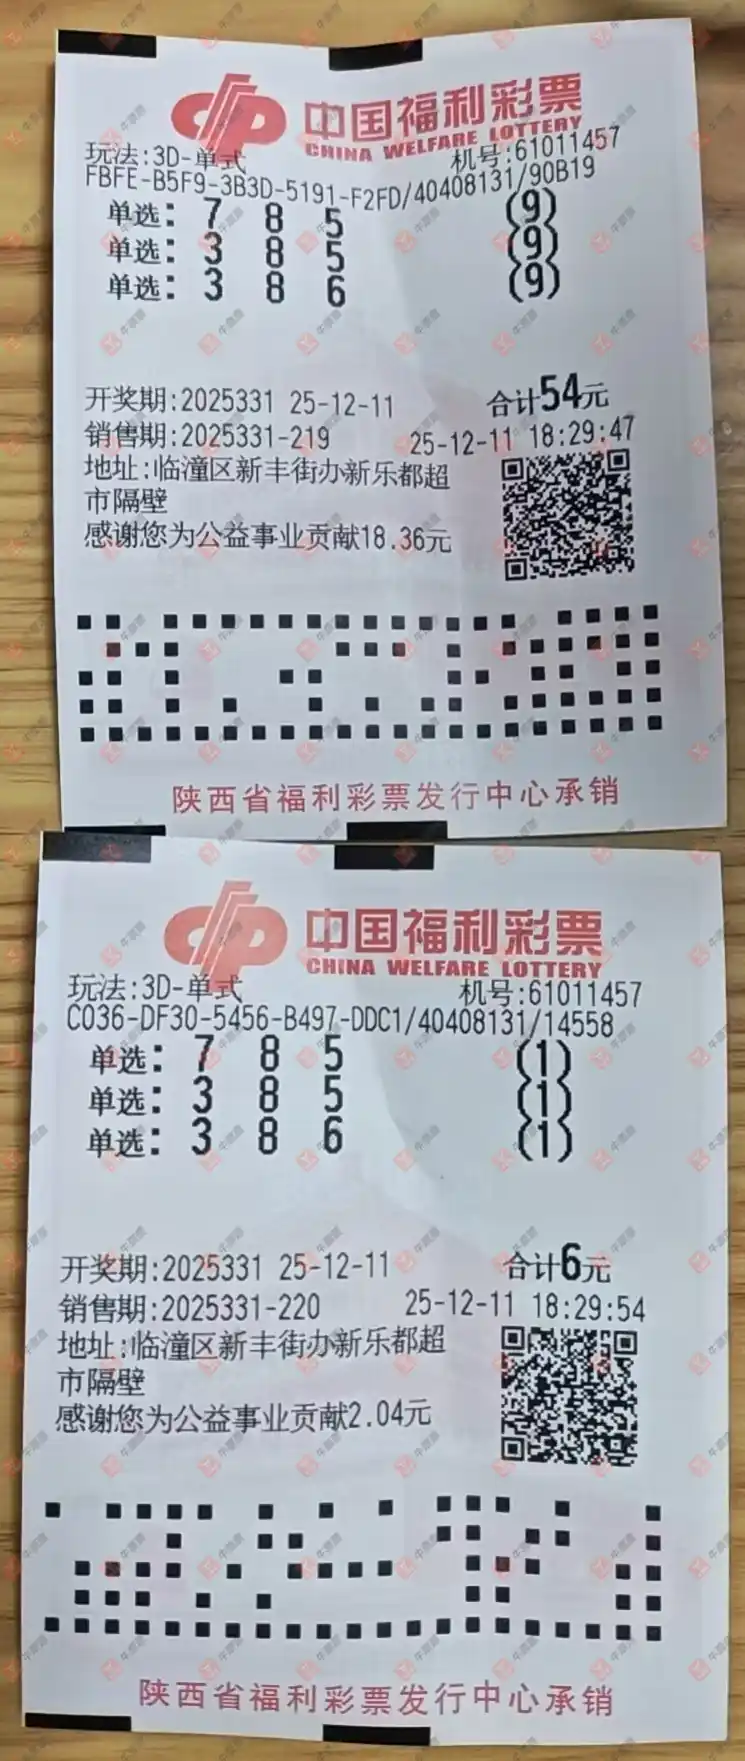 中国福利彩票
CHINA WELFARE LOTTERY
玩法:3D-单式 机号:61011457
FBFE-B5F9-3B3D-5191-F2FD/40408131/90B19
单选: 7 8 5 (9)
单选: 3 8 5 (9)
单选: 3 8 6 (9)
开奖期:2025331 25-12-11 合计54元
销售期:2025331-219 25-12-11 18:29:47
地址:临潼区新丰街办新乐都超
市隔壁
感谢您为公益事业贡献18.36元
陕西省福利彩票发行中心承销
中国福利彩票
CHINA WELFARE LOTTERY
玩法:3D-单式 机号:61011457
C036-DF30-5456-B497-DDC1/40408131/14558
单选: 7 8 5 (1)
单选: 3 8 5 (1)
单选: 3 8 6 (1)
开奖期:2025331 25-12-11 合计6元
销售期:2025331-220 25-12-11 18:29:54
地址:临潼区新丰街办新乐都超
市隔壁
感谢您为公益事业贡献2.04元
陕西省福利彩票发行中心承销